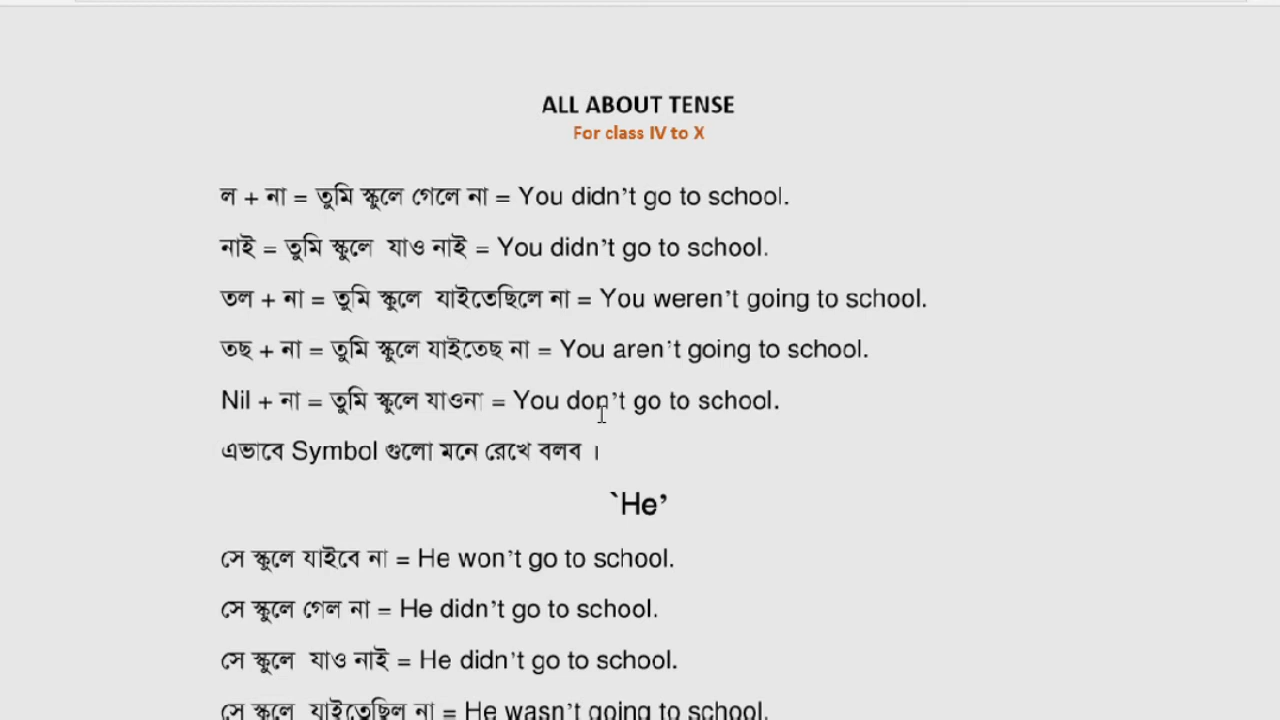 ALL ABOUT TENSE
For class IV to X
ল + না = তুমি স্কুলে গেলে না = You didn’t go to school.
নাই = তুমি স্কুলে যাও নাই = You didn’t go to school.
তল + না = তুমি স্কুলে যাইতেছিলে না = You weren’t going to school.
তছ + না = তুমি স্কুলে যাইতেছ না = You aren’t going to school.
Nil + না = তুমি স্কুলে যাওনা = You don’t go to school.
এভাবে Symbol গুলো মনে রেখে বলব ।
`He’
সে স্কুলে যাইবে না = He won’t go to school.
সে স্কুলে গেল না = He didn’t go to school.
সে স্কুলে যাও নাই = He didn’t go to school.
সে স্কুলে যাইতেছিল না = He wasn’t going to school.